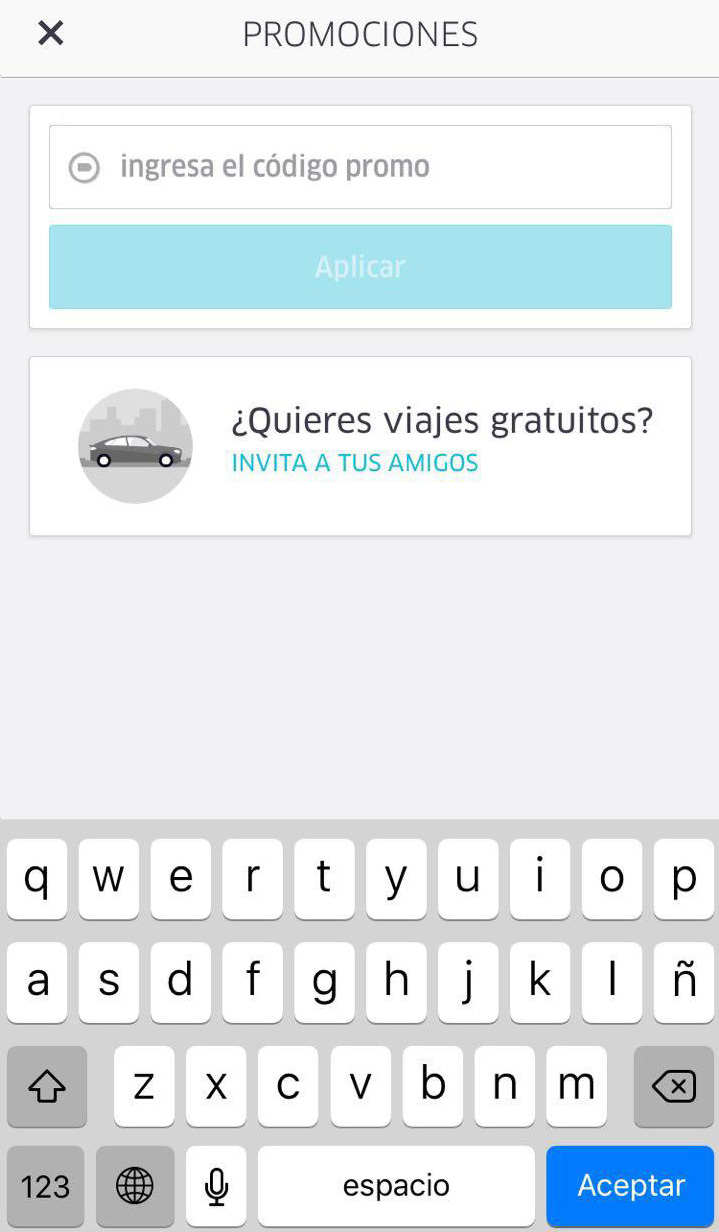 PROMOCIONES
ingresa el código promo
Aplicar
¿Quieres viajes gratuitos?
INVITA A TUS AMIGOS
q w e r t y u i o p
a s d f g h j k l ñ
z x c v b n m
123 espacio Aceptar